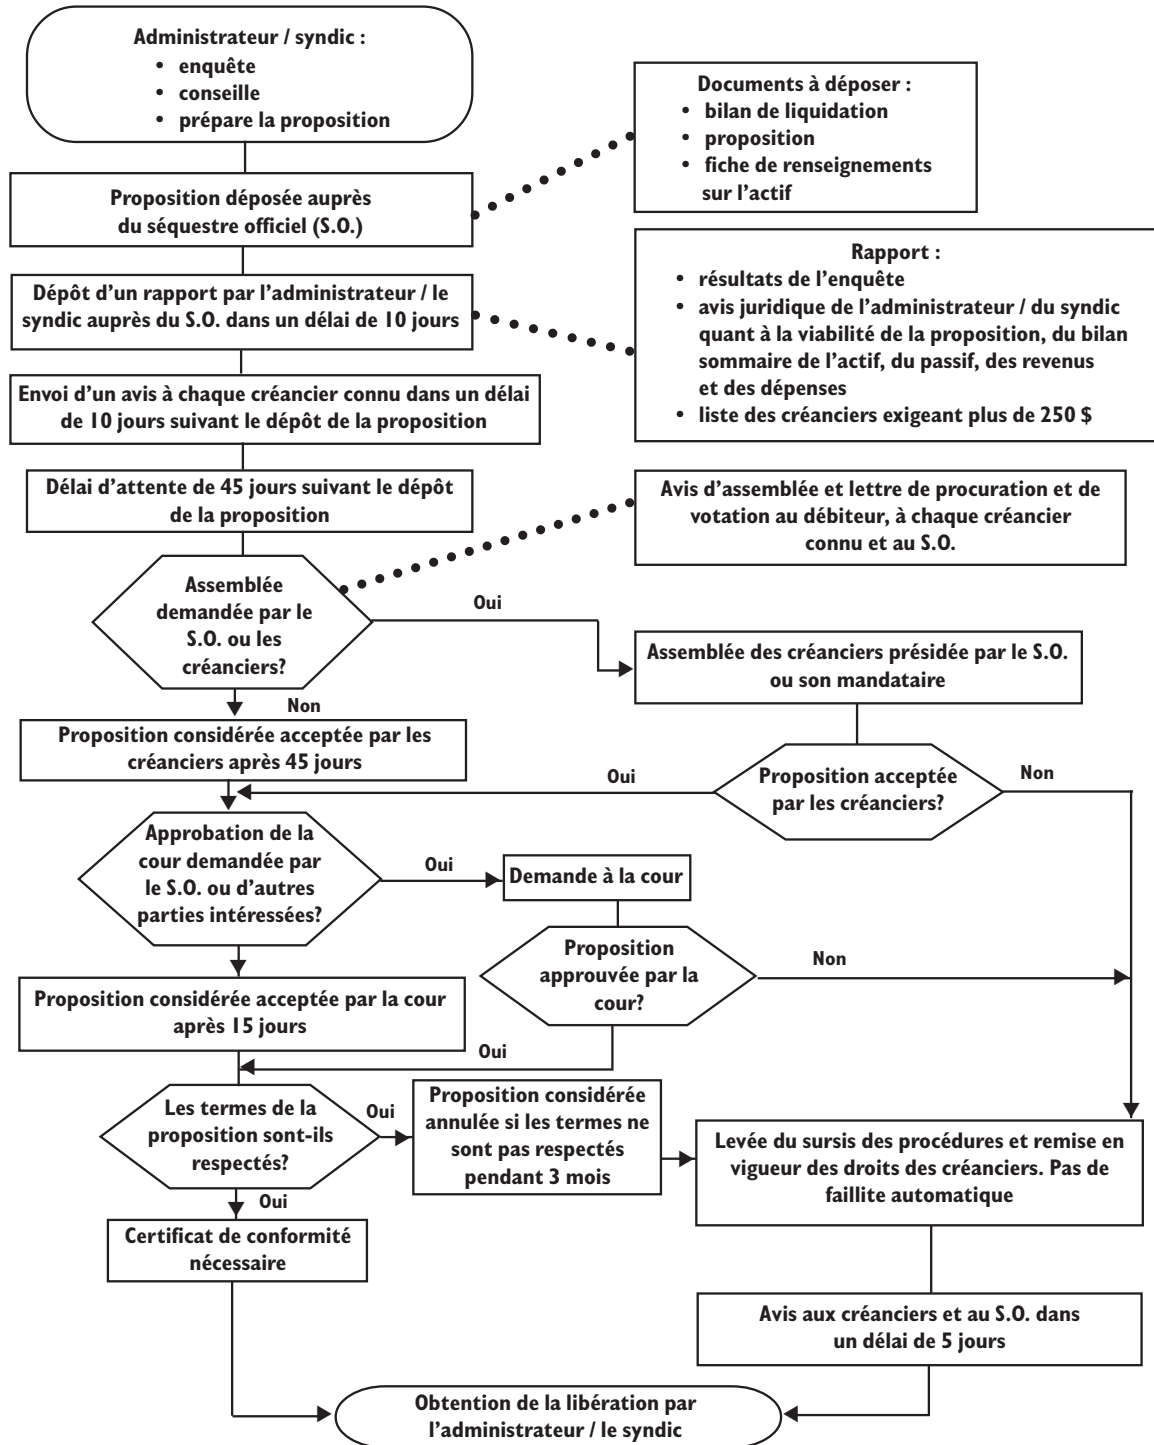 Administrateur / syndic :
• enquête
• conseille
• prépare la proposition
Documents à déposer :
• bilan de liquidation
• proposition
• fiche de renseignements
sur l'actif
Proposition déposée auprès
du séquestre officiel (S.O.)
Rapport :
• résultats de l'enquête
• avis juridique de l'administrateur / du syndic
quant à la viabilité de la proposition, du bilan
sommaire de l'actif, du passif, des revenus
et des dépenses
• liste des créanciers exigeant plus de 250 $
Dépôt d'un rapport par l'administrateur / le
syndic auprès du S.O. dans un délai de 10 jours
Envoi d'un avis à chaque créancier connu dans un délai
de 10 jours suivant le dépôt de la proposition
Délai d'attente de 45 jours suivant le dépôt
de la proposition
Avis d'assemblée et lettre de procuration et de
votation au débiteur, à chaque créancier
connu et au S.O.
Assemblée
demandée par le
S.O. ou les
créanciers?
Oui
Assemblée des créanciers présidée par le S.O.
ou son mandataire
Non
Proposition considérée acceptée par les
créanciers après 45 jours
Oui
Proposition acceptée
par les créanciers?
Non
Approbation de la
cour demandée par
le S.O. ou d'autres
parties intéressées?
Oui
Demande à la cour
Proposition
approuvée par la
cour?
Non
Proposition considérée acceptée par la cour
après 15 jours
Oui
Les termes de la
proposition sont-ils
respectés?
Oui
Proposition considérée
annulée si les termes ne
sont pas respectés
pendant 3 mois
Levée du sursis des procédures et remise en
vigueur des droits des créanciers. Pas de
faillite automatique
Oui
Certificat de conformité
nécessaire
Avis aux créanciers et au S.O. dans
un délai de 5 jours
Obtention de la libération par
l'administrateur / le syndic